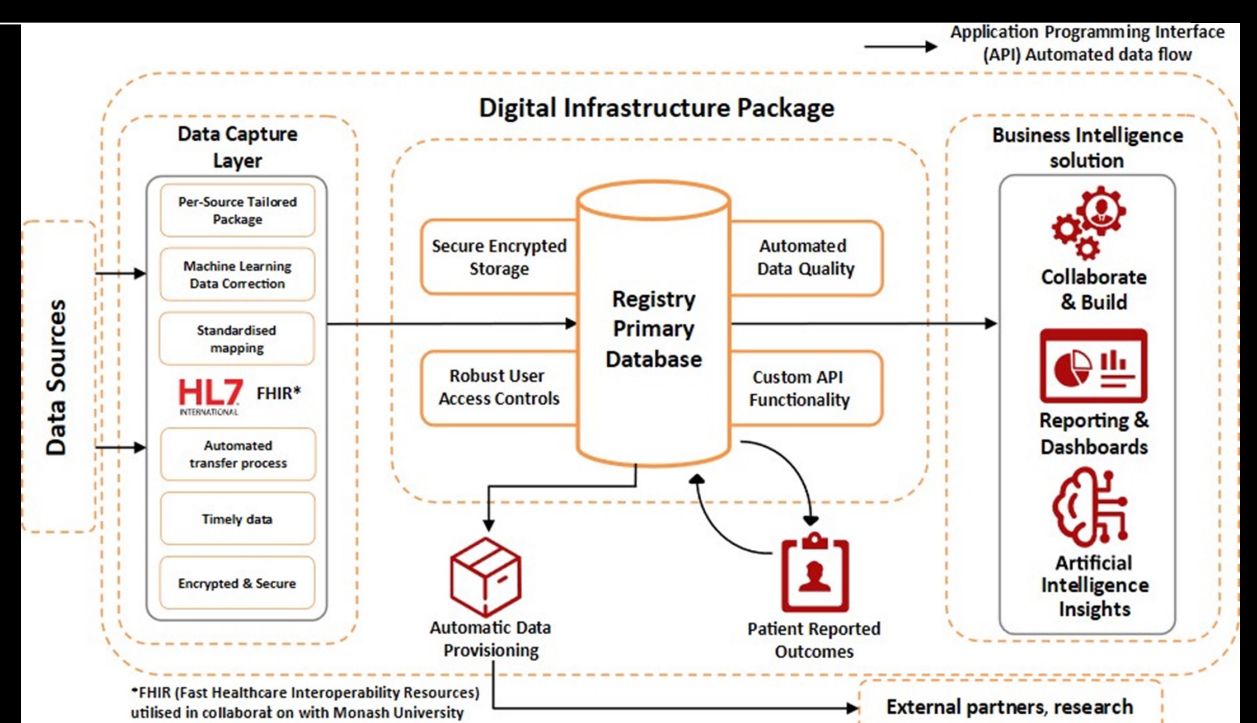 Application Programming Interface
(API) Automated data flow
Digital Infrastructure Package
Data Sources
Data Capture
Layer
Per-Source Tailored
Package
Machine Learning
Data Correction
Standardised
mapping
HL7
INTERNATIONAL
FHIR*
Automated
transfer process
Timely data
Encrypted & Secure
Secure Encrypted
Storage
Robust User
Access Controls
Registry
Primary
Database
Automated
Data Quality
Custom API
Functionality
Automatic Data
Provisioning
Patient Reported
Outcomes
Business Intelligence
solution
Collaborate
& Build
Reporting &
Dashboards
Artificial
Intelligence
Insights
*FHIR (Fast Healthcare Interoperability Resources)
utilised in collaborat on with Monash University
External partners, research